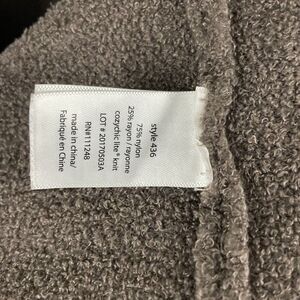 style 436
75% nylon
25% rayon / rayonne
cozychic lite® knit
LOT # 20170503A
RN#111248
made in china/
Fabriqué en Chine